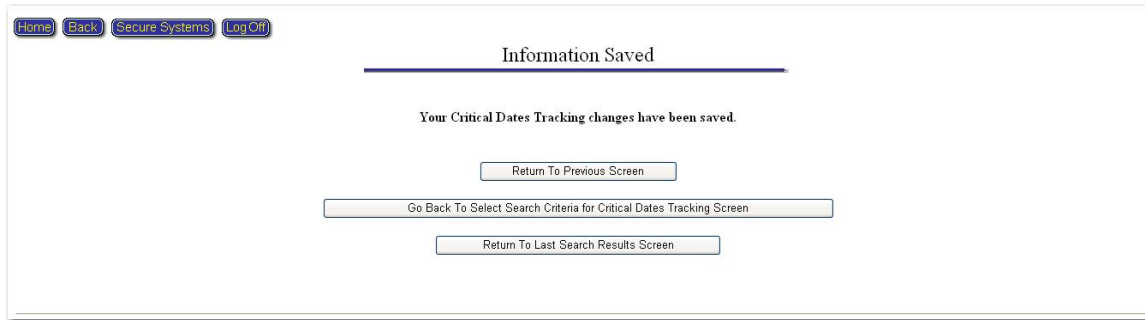 Home Back Secure Systems Log Off
Information Saved
Your Critical Dates Tracking changes have been saved.
Return To Previous Screen
Go Back To Select Search Criteria for Critical Dates Tracking Screen
Return To Last Search Results Screen